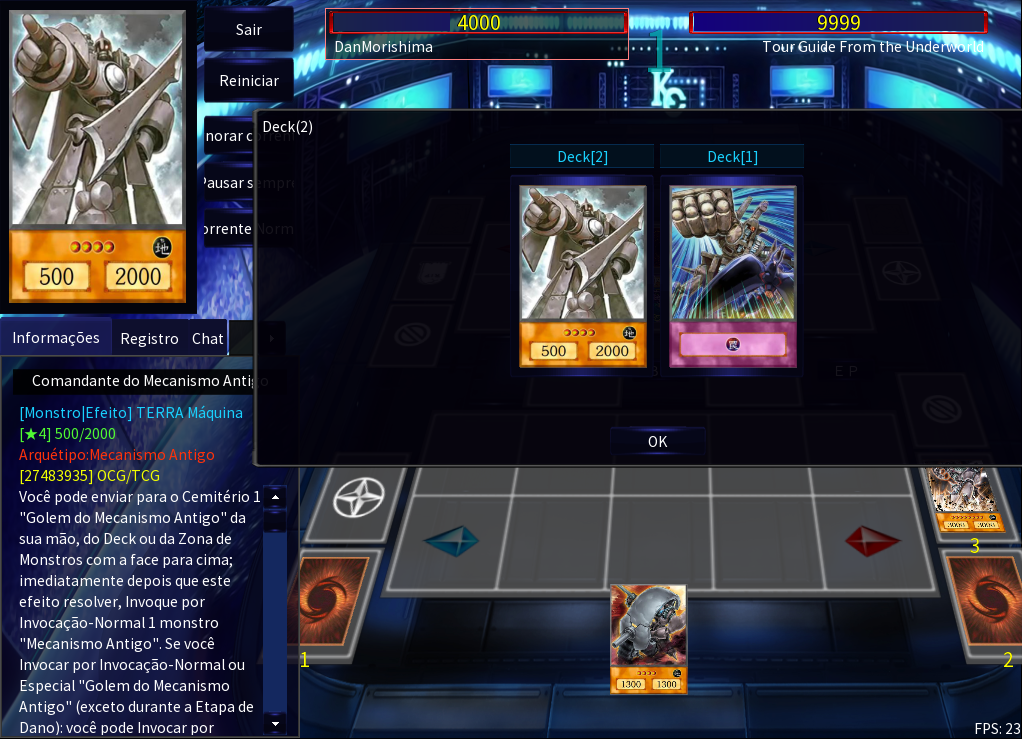 Sair
4000
9999
DanMorishima
Tour Guide From the Underworld
1
Reiniciar
Deck(2)
Pausar sempre
Deck[2]
Deck[1]
500 2000
500 2000
Informações
Registro
Chat
E P
Comandante do Mecanismo Antigo
[Monstro|Efeito] TERRA Máquina
[★4] 500/2000
Arquétipo:Mecanismo Antigo
[27483935] OCG/TCG
Você pode enviar para o Cemitério 1
"Golem do Mecanismo Antigo" da
sua mão, do Deck ou da Zona de
Monstros com a face para cima;
imediatamente depois que este
efeito resolver, Invoque por
Invocação-Normal 1 monstro
"Mecanismo Antigo". Se você
Invocar por Invocação-Normal ou
Especial "Golem do Mecanismo
Antigo" (exceto durante a Etapa de
Dano): você pode Invocar por
OK
3000 3000
3
1
2
1300 1300
FPS: 23